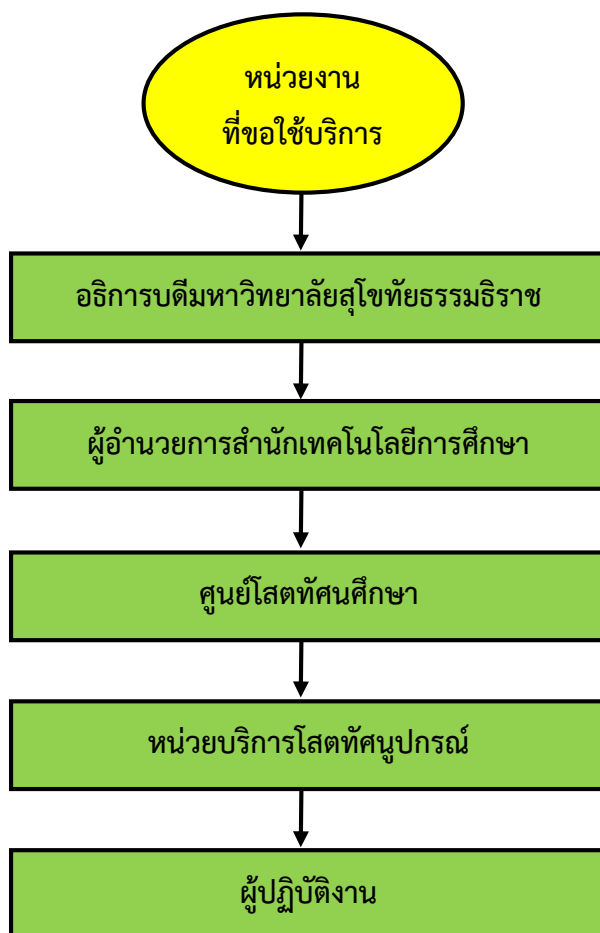 หน่วยงาน
ที่ขอใช้บริการ
อธิการบดีมหาวิทยาลัยสุโขทัยธรรมธิราช
ผู้อำนวยการสำนักเทคโนโลยีการศึกษา
ศูนย์โสตทัศนศึกษา
หน่วยบริการโสตทัศนูปกรณ์
ผู้ปฏิบัติงาน